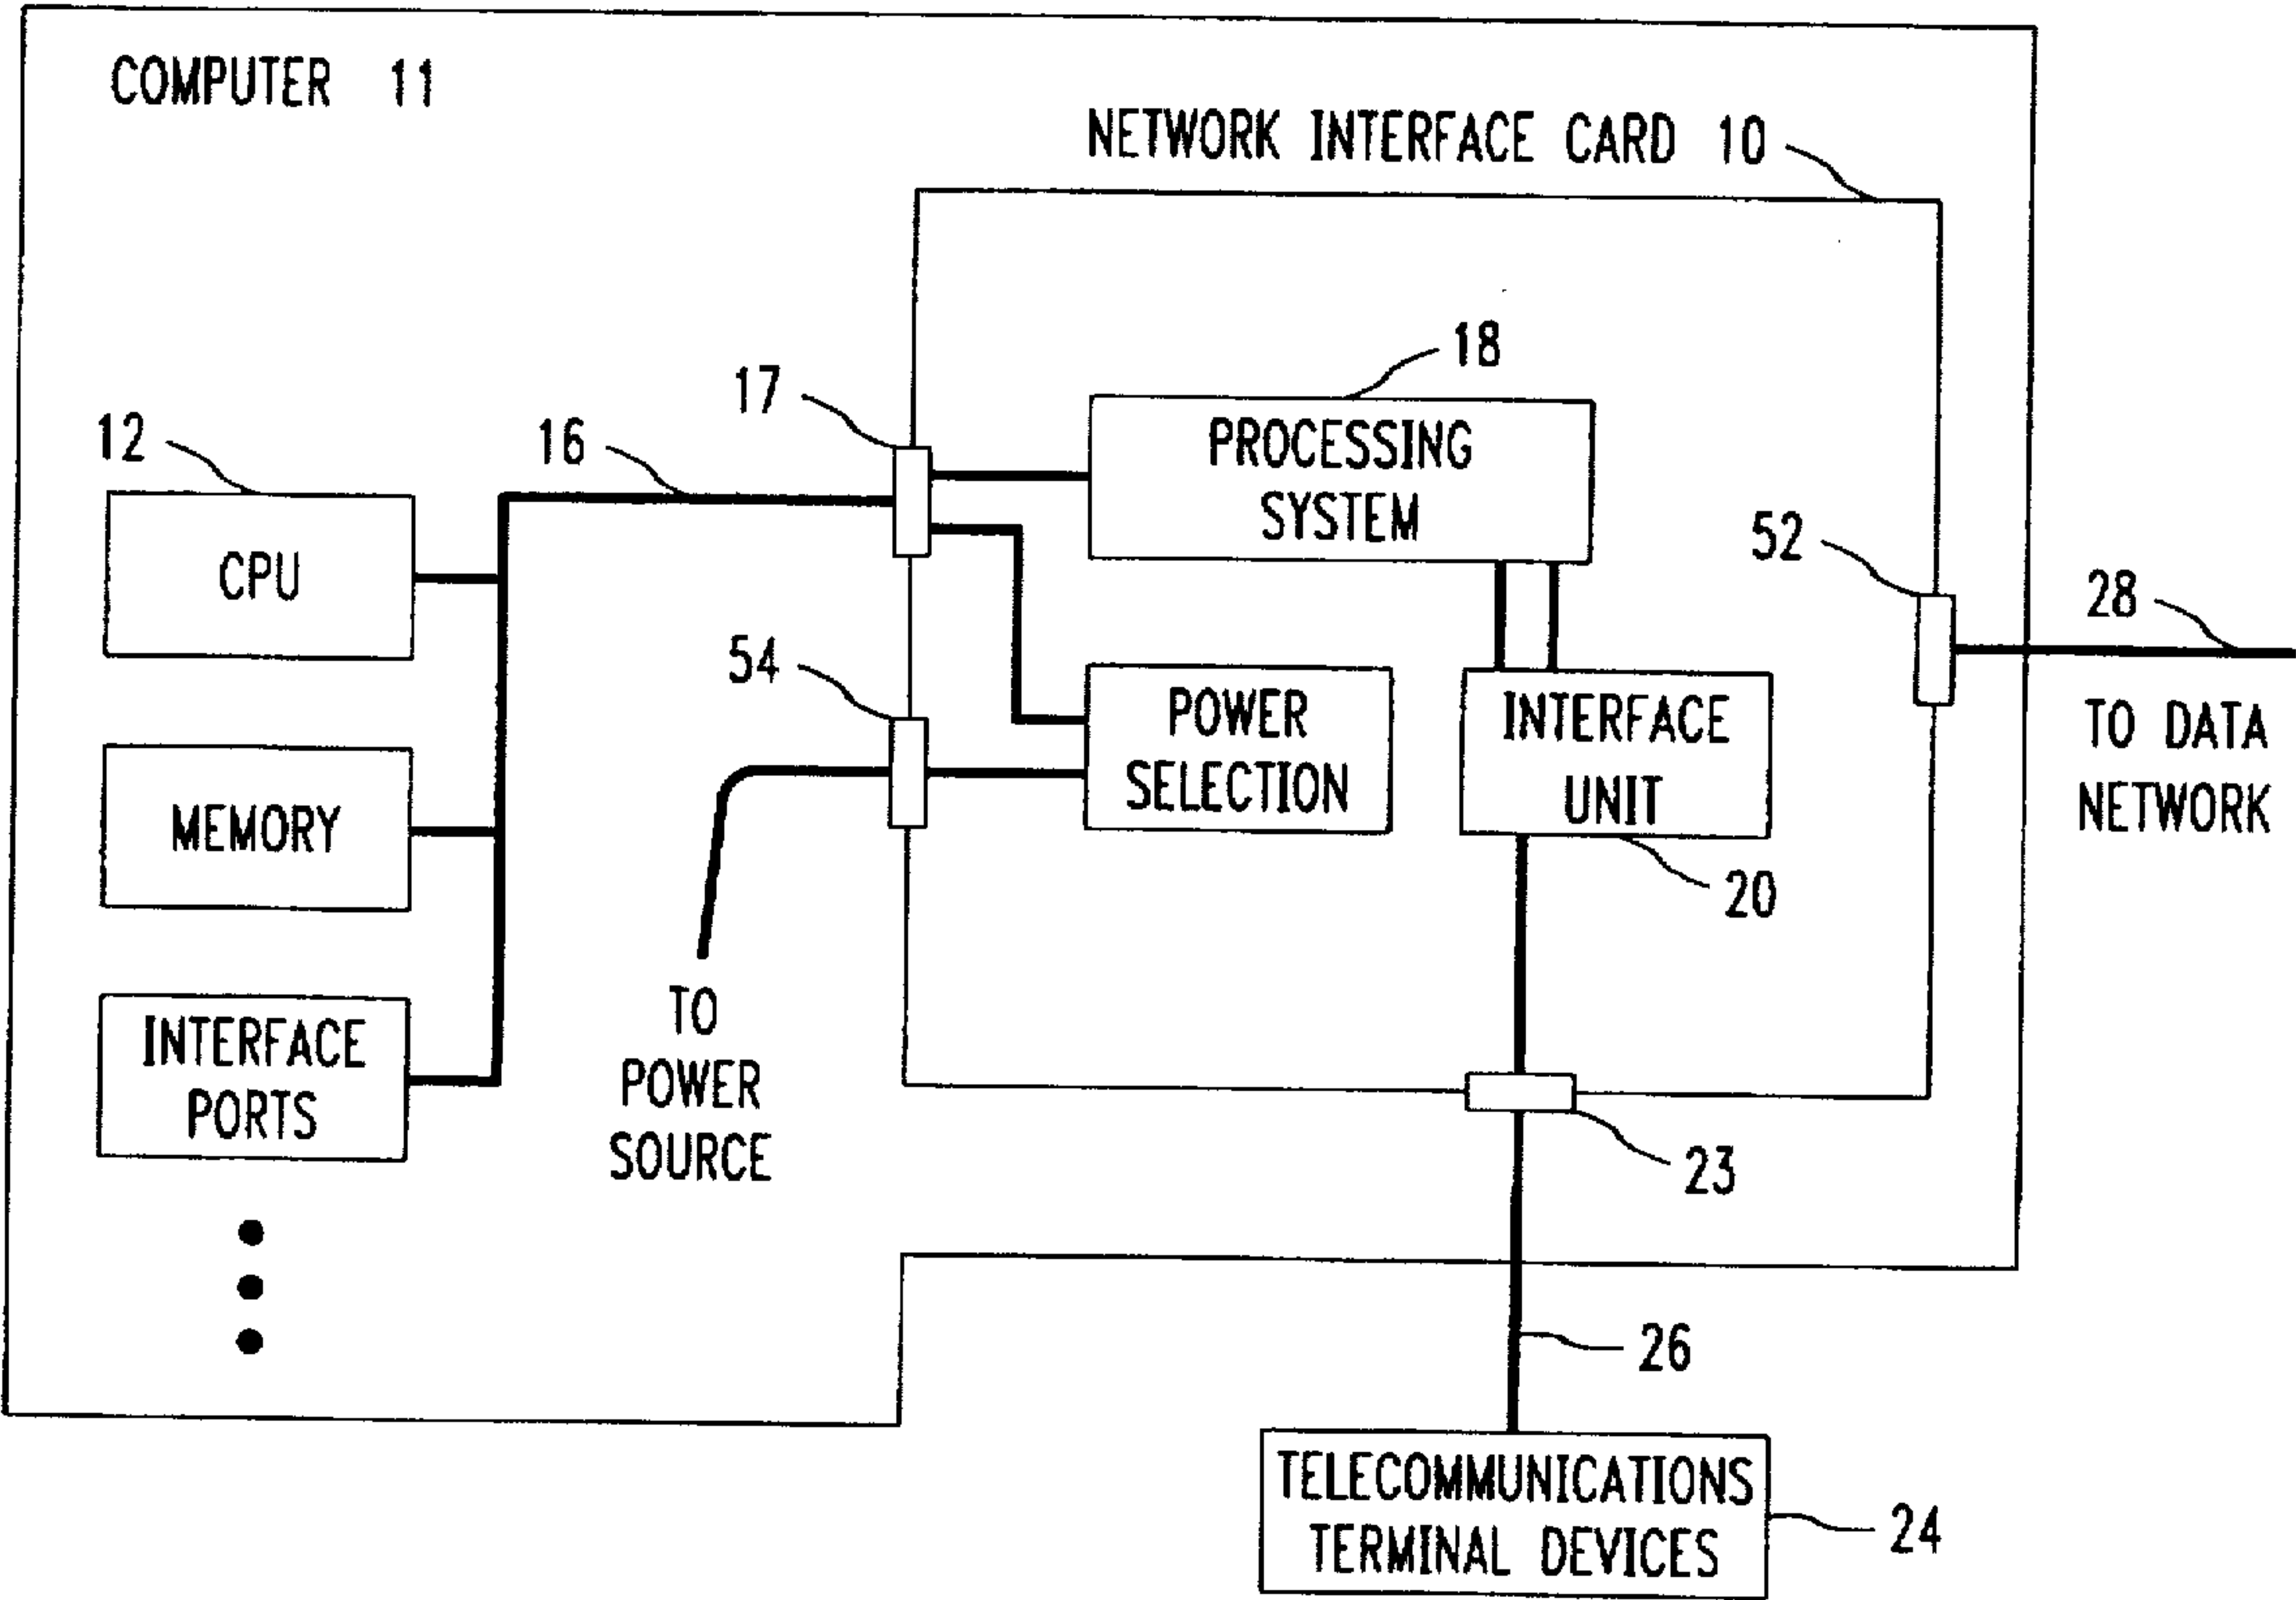 COMPUTER 11
NETWORK INTERFACE CARD 10
18
17
PROCESSING
SYSTEM
12
16
CPU
52
28
54
POWER
SELECTION
INTERFACE
UNIT
TO DATA
NETWORK
MEMORY
20
INTERFACE
PORTS
TO
POWER
SOURCE
23
26
TELECOMMUNICATIONS
TERMINAL DEVICES
24